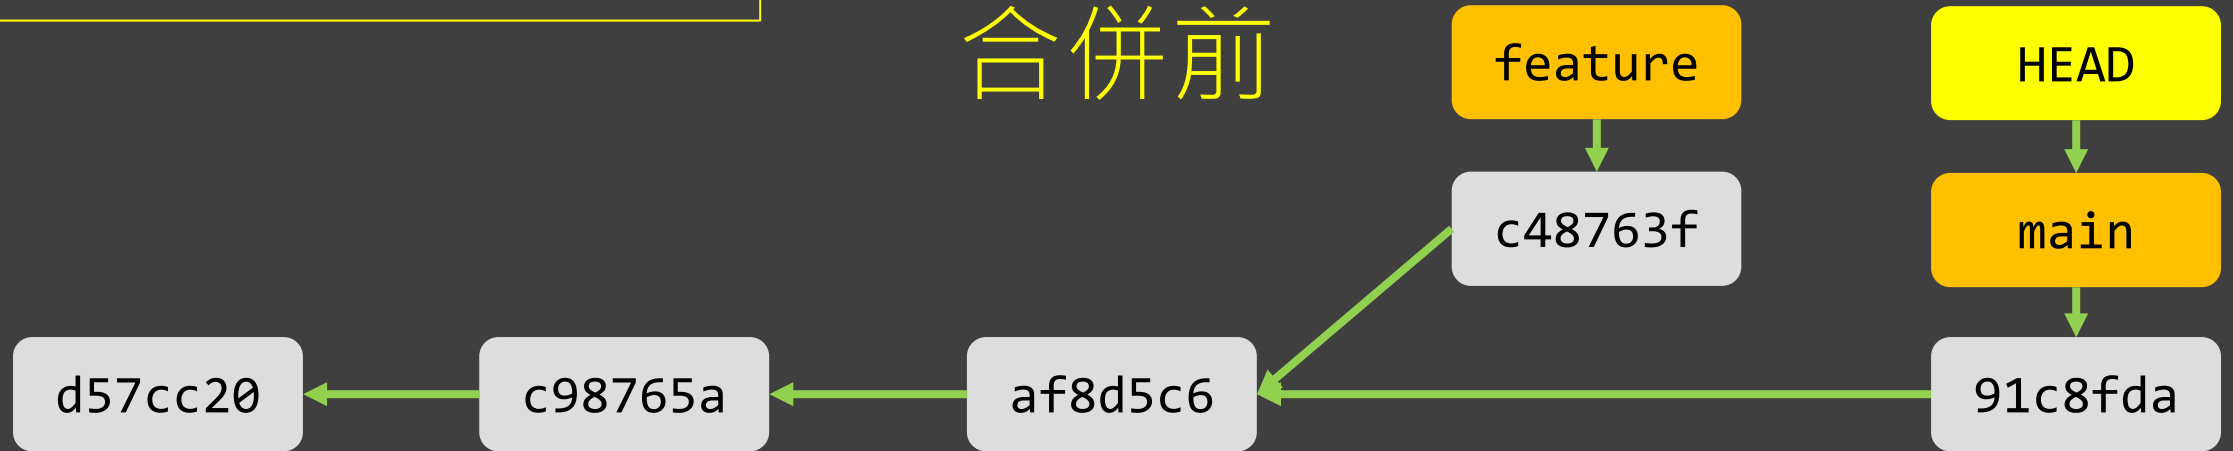 合併前
feature
HEAD
c48763f
main
d57cc20
c98765a
af8d5c6
91c8fda